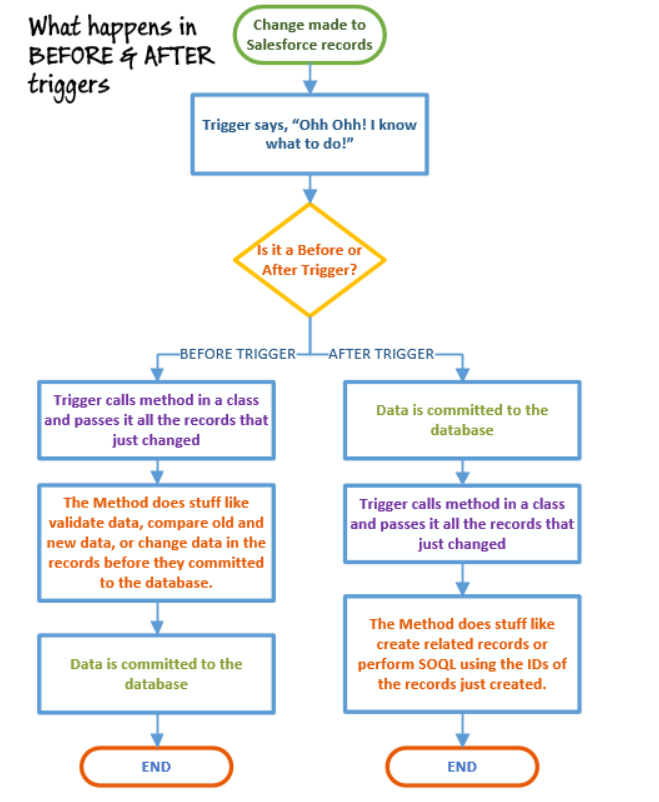 What happens in
BEFORE & AFTER
triggers
Change made to
Salesforce records
Trigger says, “Ohh Ohh! I know
what to do!”
Is it a Before or
After Trigger?
BEFORE TRIGGER
AFTER TRIGGER
Trigger calls method in a class
and passes it all the records that
just changed
The Method does stuff like
validate data, compare old and
new data, or change data in the
records before they committed
to the database.
Data is committed to the
database
END
Data is committed to the
database
Trigger calls method in a class
and passes it all the records that
just changed
The Method does stuff like
create related records or
perform SOQL using the IDs of
the records just created.
END